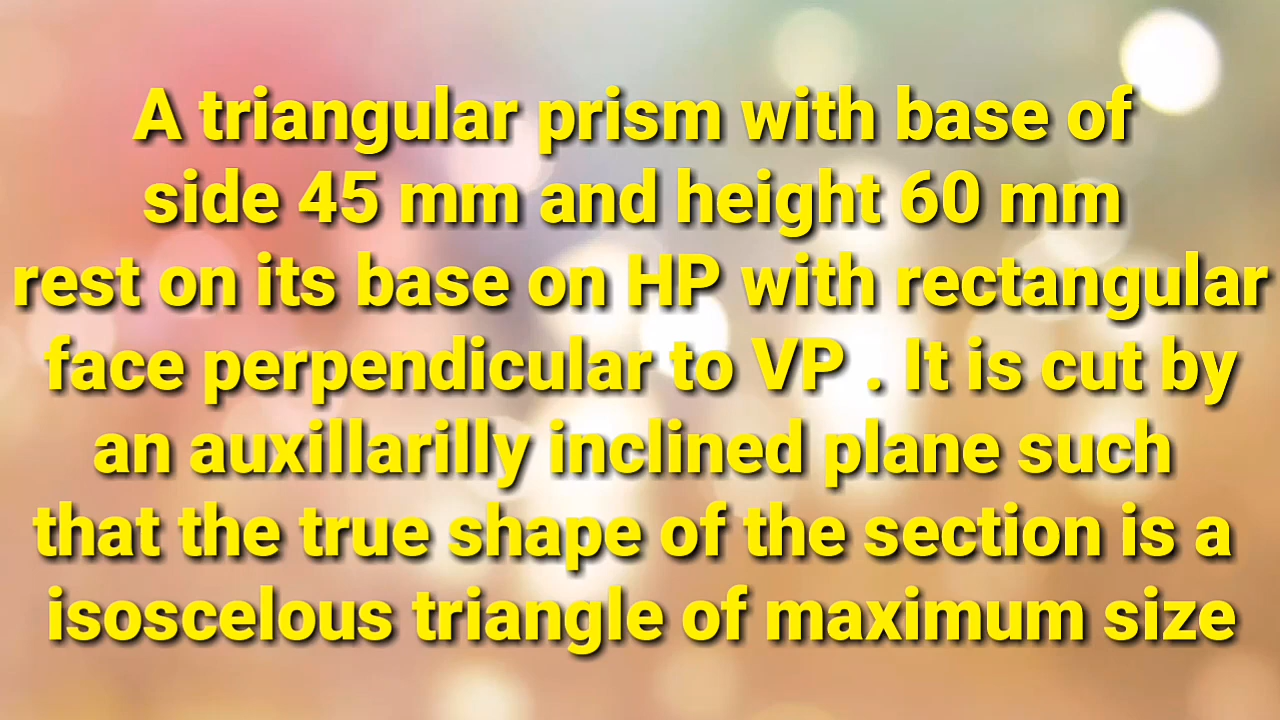 A triangular prism with base of
side 45 mm and height 60 mm
rest on its base on HP with rectangular
face perpendicular to VP . It is cut by
an auxillarilly inclined plane such
that the true shape of the section is a
isoscelous triangle of maximum size